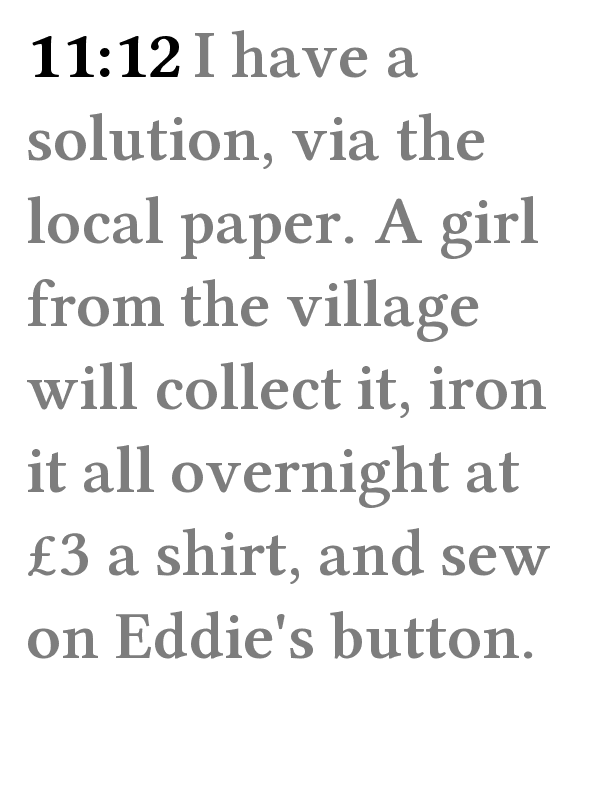 11:12 I have a
solution, via the
local paper. A girl
from the village
will collect it, iron
it all overnight at
£3 a shirt, and sew
on Eddie's button.